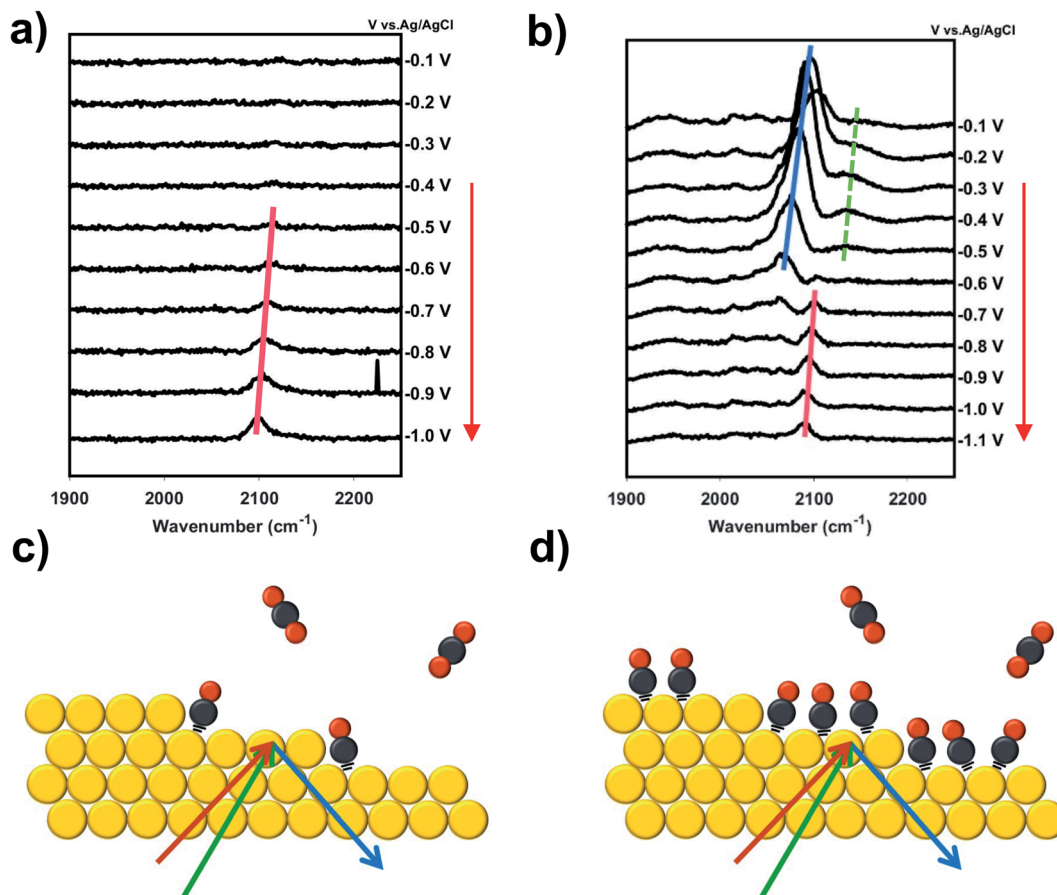 a)
V vs.Ag/AgCl
-0.1 V
-0.2 V
-0.3 V
-0.4 V
-0.5 V
-0.6 V
-0.7 V
-0.8 V
-0.9 V
-1.0 V
1900 2000 2100 2200
Wavenumber (cm⁻¹)
b)
V vs.Ag/AgCl
-0.1 V
-0.2 V
-0.3 V
-0.4 V
-0.5 V
-0.6 V
-0.7 V
-0.8 V
-0.9 V
-1.0 V
-1.1 V
1900 2000 2100 2200
Wavenumber (cm⁻¹)
c)
d)